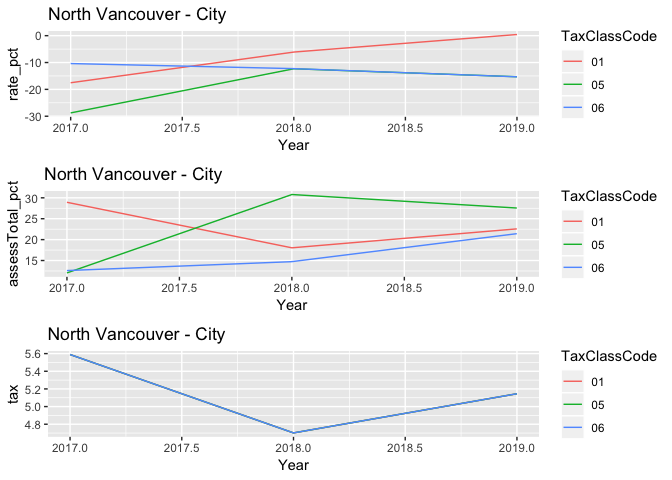 North Vancouver - City
rate_pct
0
-10
-20
-30
2017.0 2017.5 2018.0 2018.5 2019.0
Year
TaxClassCode
01
05
06
North Vancouver - City
assessTotal_pct
30
25
20
15
2017.0 2017.5 2018.0 2018.5 2019.0
Year
TaxClassCode
01
05
06
North Vancouver - City
tax
5.6
5.4
5.2
5.0
4.8
2017.0 2017.5 2018.0 2018.5 2019.0
Year
TaxClassCode
01
05
06